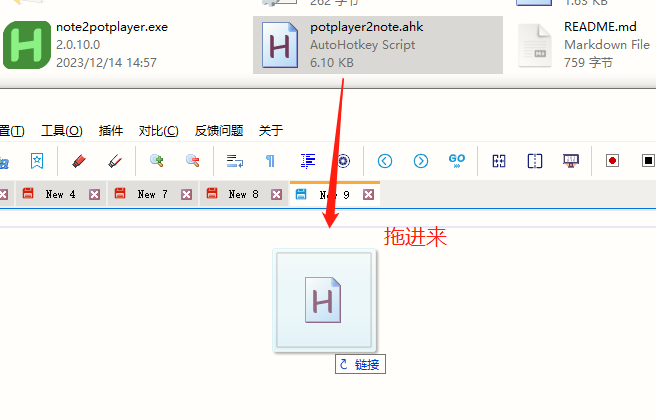 262 字节
1.63 KB
note2potplayer.exe
2.0.10.0
2023/12/14 14:57
potplayer2note.ahk
AutoHotkey Script
6.10 KB
README.md
Markdown File
759 字节
置(T) 工具(O) 插件 对比(C) 反馈问题 关于
GO
New 4 New 7 New 8 New 9
拖进来
链接